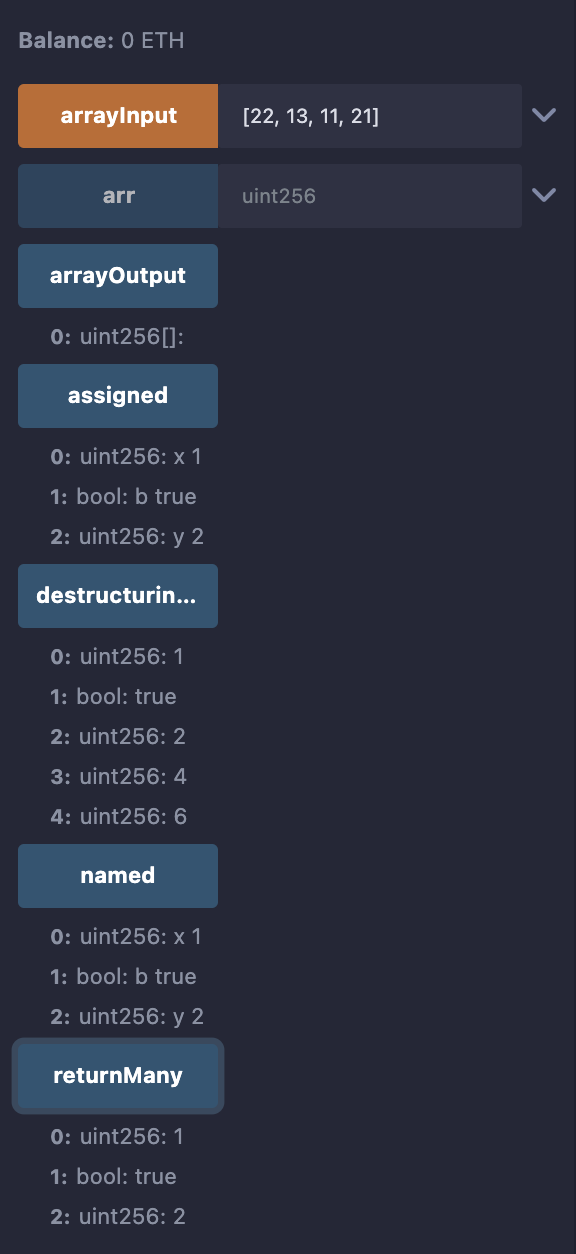 Balance: 0 ETH
arrayInput [22, 13, 11, 21]
arr uint256
arrayOutput
0: uint256[]:
assigned
0: uint256: x 1
1: bool: b true
2: uint256: y 2
destructurin...
0: uint256: 1
1: bool: true
2: uint256: 2
3: uint256: 4
4: uint256: 6
named
0: uint256: x 1
1: bool: b true
2: uint256: y 2
returnMany
0: uint256: 1
1: bool: true
2: uint256: 2